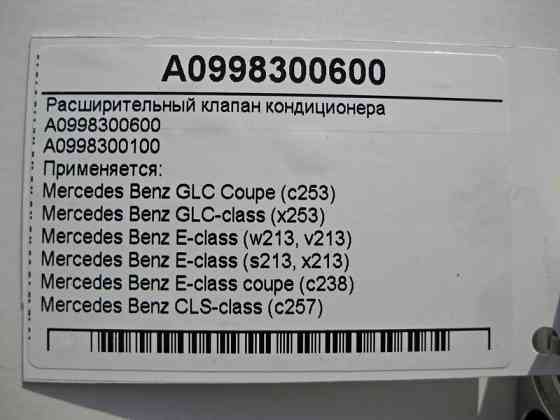 A0998300600
Расширительный клапан кондиционера
A0998300600
A0998300100
Применяется:
Mercedes Benz GLC Coupe (c253)
Mercedes Benz GLC-class (x253)
Mercedes Benz E-class (w213, v213)
Mercedes Benz E-class (s213, x213)
Mercedes Benz E-class coupe (c238)
Mercedes Benz CLS-class (c257)